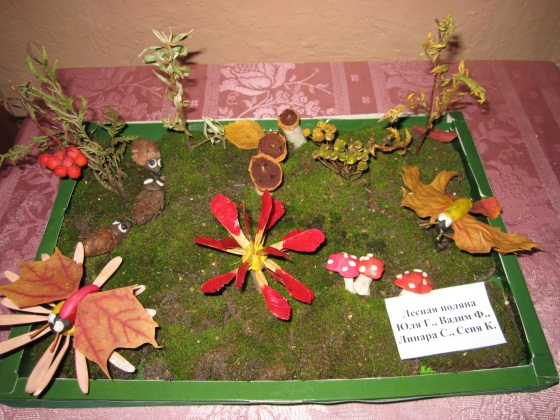 Лесная поляна
Юля Г., Вадим Ф.,
Линара С., Сеня К.